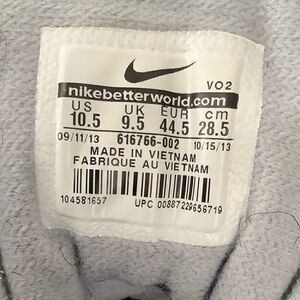 VO2
nikebetterworld.com
US UK EUR cm
10.5 9.5 44.5 28.5
09/11/13 616766-002 10/15/13
MADE IN VIETNAM
FABRIQUE AU VIETNAM
104581657 UPC 00887229656719